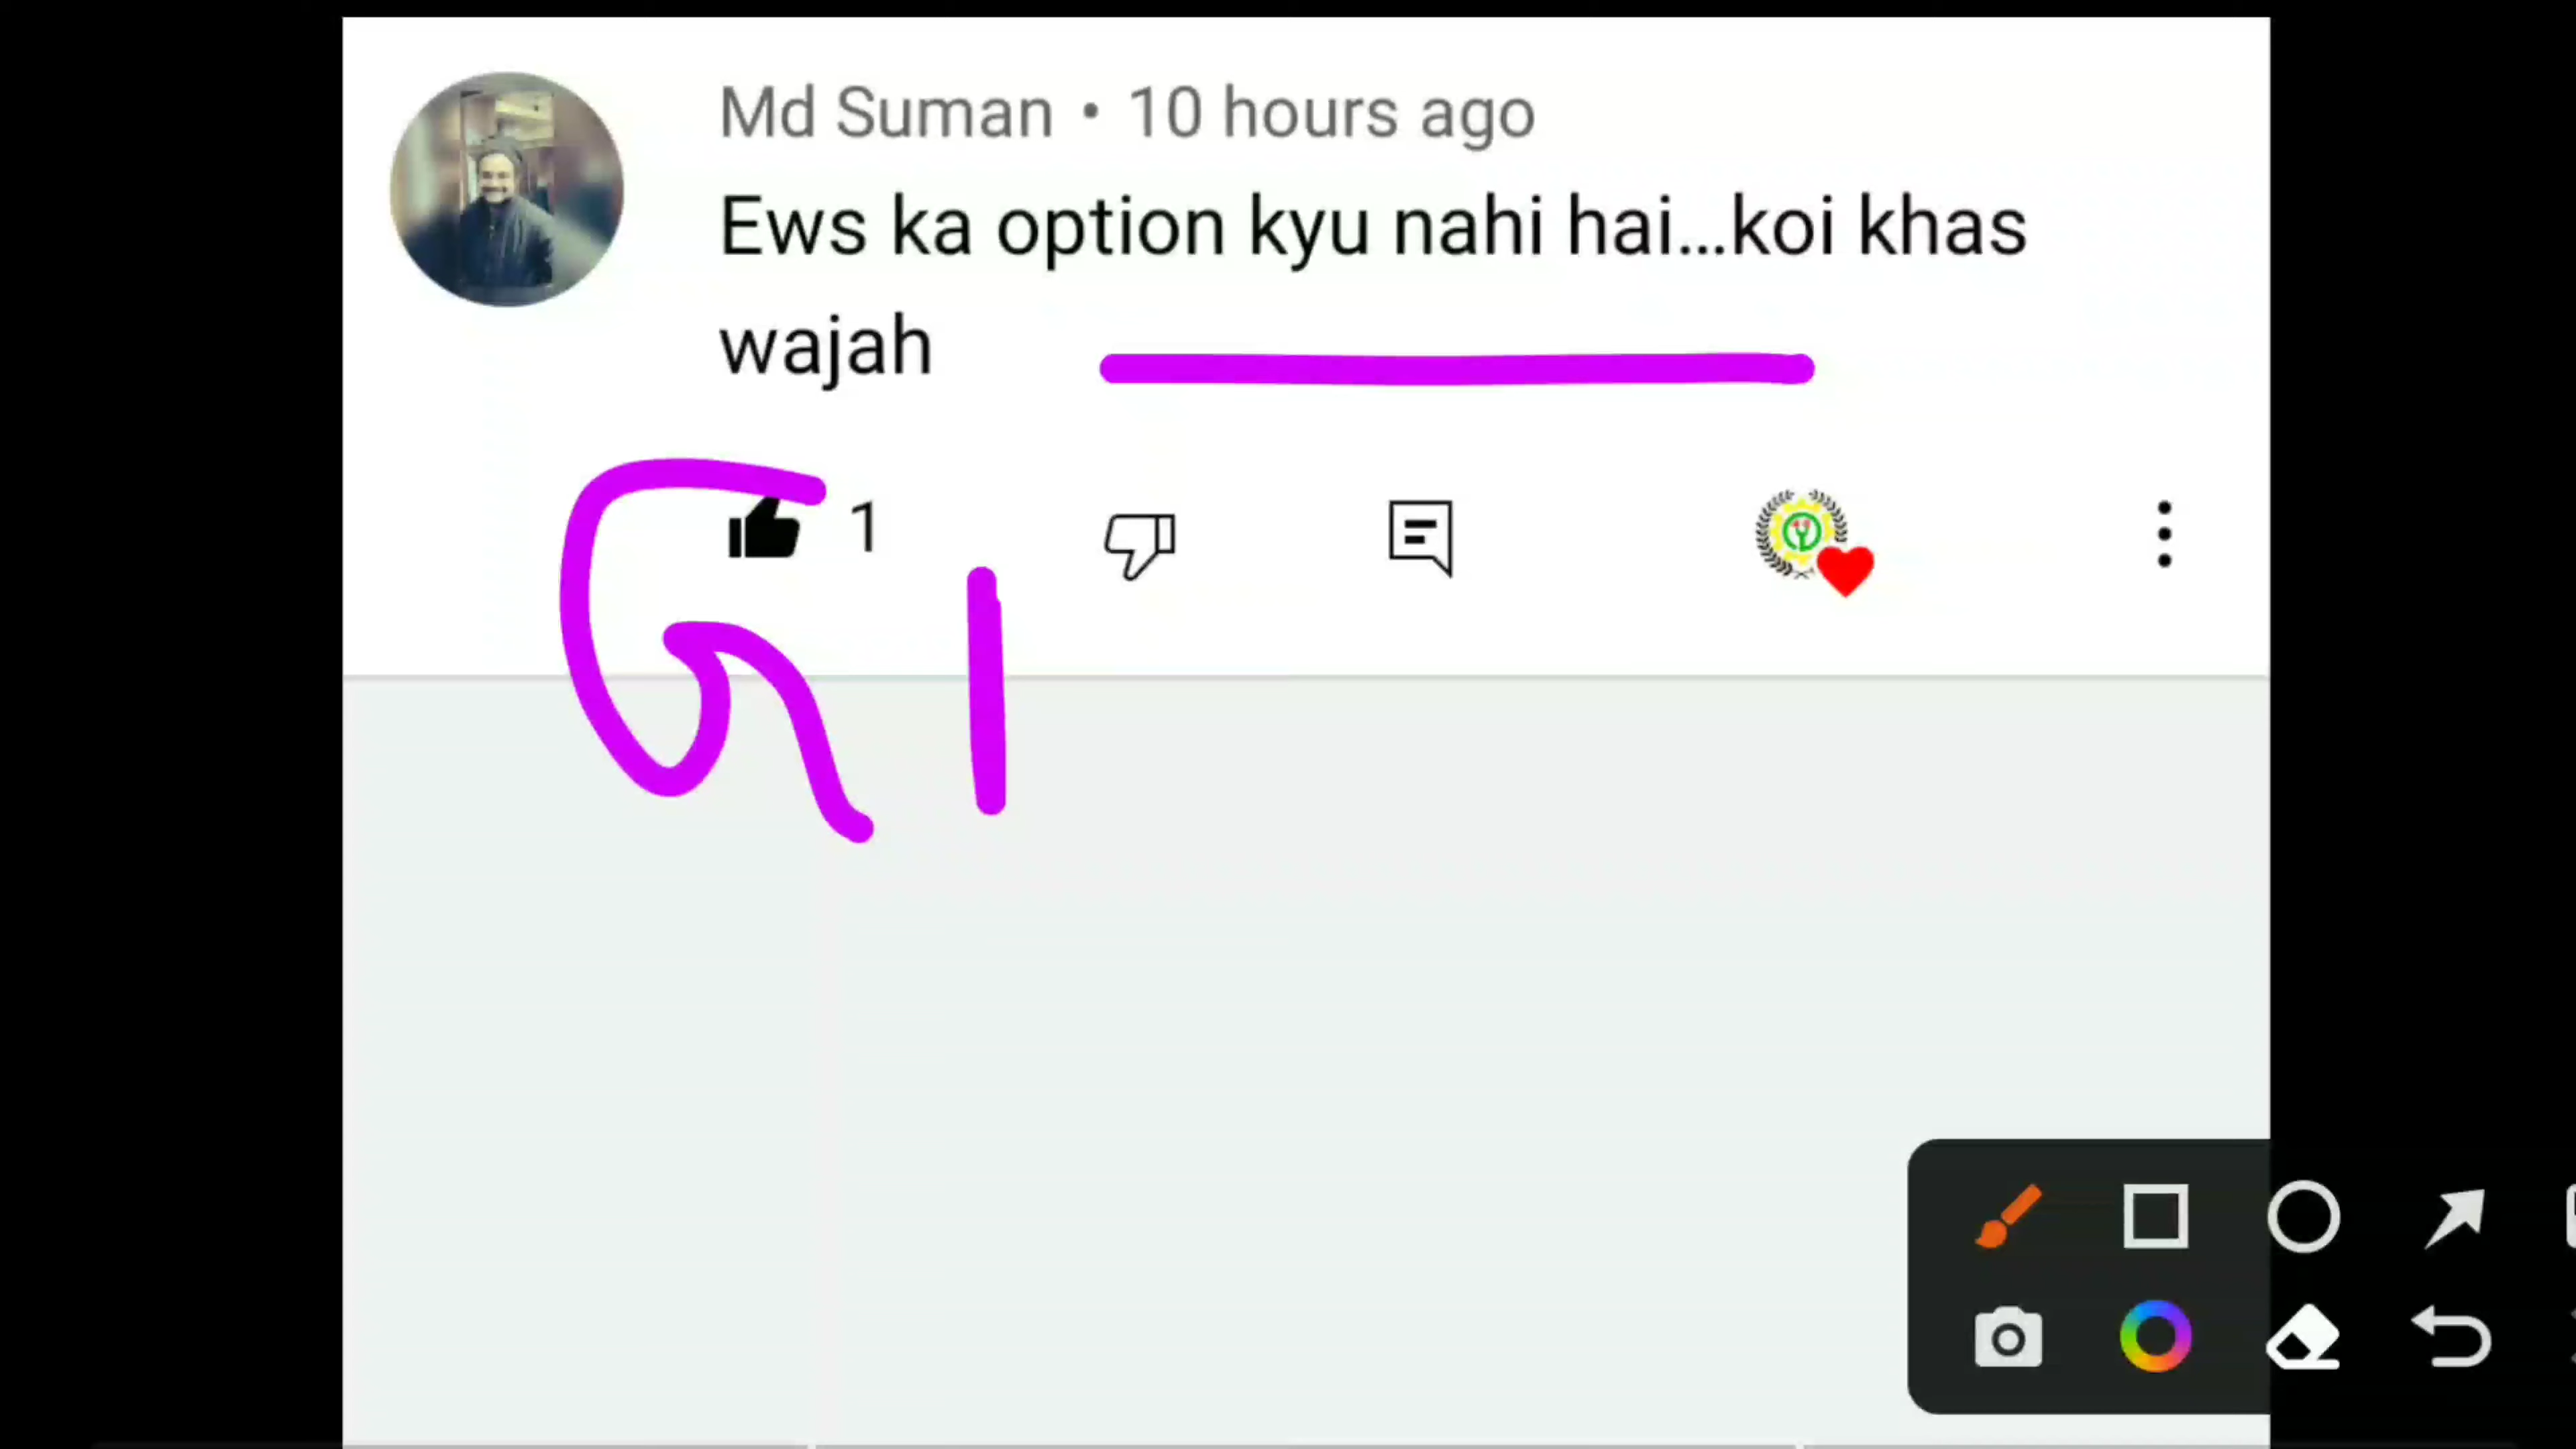 Md Suman • 10 hours ago
Ews ka option kyu nahi hai...koi khas
wajah
1